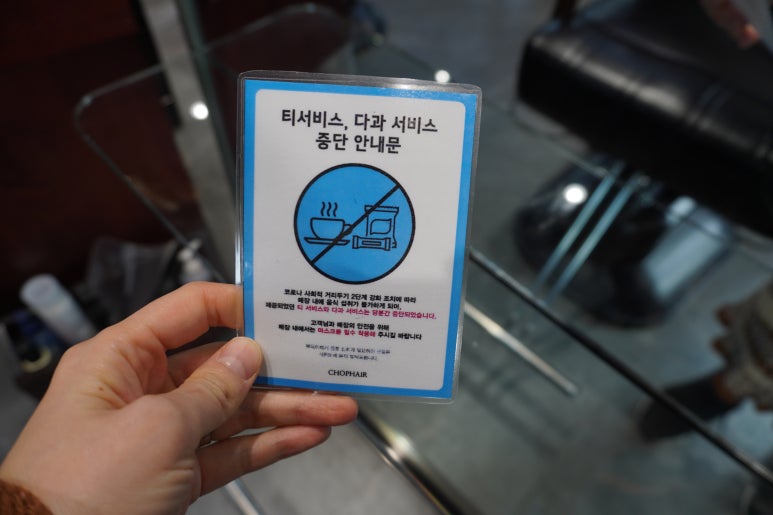 티서비스, 다과 서비스
중단 안내문
코로나 사회적 거리두기 2단계 강화 조치에 따라
매장 내에 음식 섭취가 불가하게 되어,
제공되었던 티 서비스와 다과 서비스는 당분간 중단되었습니다.
고객님과 매장의 안전을 위해
매장 내에서는 마스크를 필수 착용해 주시길 바랍니다
CHOPHAIR